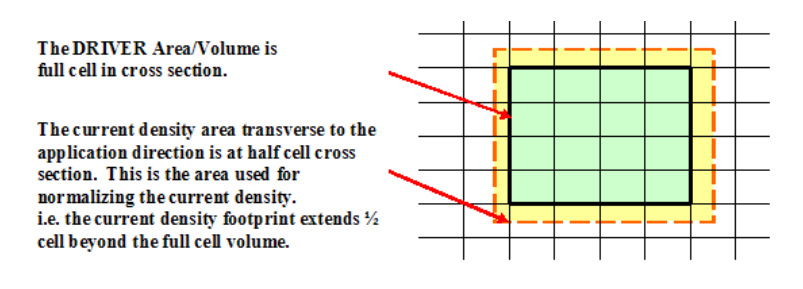 The DRIVER Area/Volume is
full cell in cross section.
The current density area transverse to the
application direction is at half cell cross
section. This is the area used for
normalizing the current density.
i.e. the current density footprint extends ½
cell beyond the full cell volume.